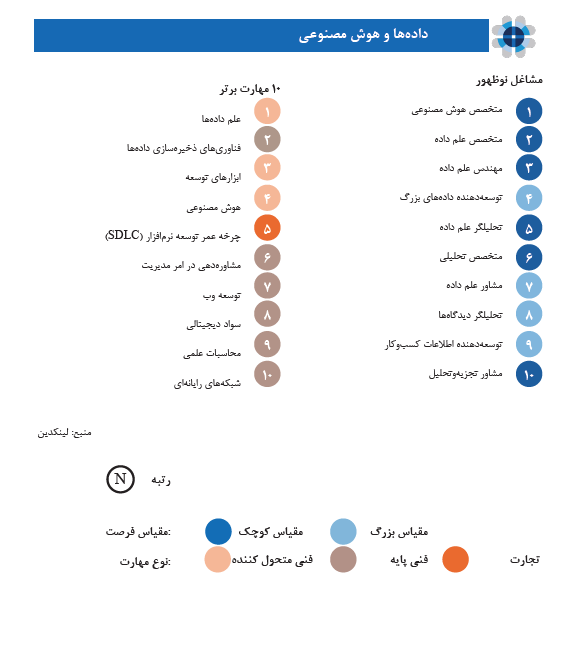 داده‌ها و هوش مصنوعی
مشاغل نوظهور
۱ متخصص هوش مصنوعی
۲ متخصص علم داده
۳ مهندس علم داده
۴ توسعه‌دهنده داده‌های بزرگ
۵ تحلیلگر علم داده
۶ متخصص تحلیلی
۷ مشاور علم داده
۸ تحلیلگر دیدگاه‌ها
۹ توسعه‌دهنده اطلاعات کسب‌وکار
۱۰ مشاور تجزیه‌وتحلیل
۱۰ مهارت برتر
۱ علم داده‌ها
۲ فناوری‌های ذخیره‌سازی داده‌ها
۳ ابزارهای توسعه
۴ هوش مصنوعی
۵ چرخه عمر توسعه نرم‌افزار (SDLC)
۶ مشاوره‌دهی در امر مدیریت
۷ توسعه وب
۸ سواد دیجیتالی
۹ محاسبات علمی
۱۰ شبکه‌های رایانه‌ای
منبع: لینکدین
رتبه N
مقیاس فرصت: مقیاس کوچک مقیاس بزرگ
نوع مهارت: فنی متحول کننده فنی پایه تجارت